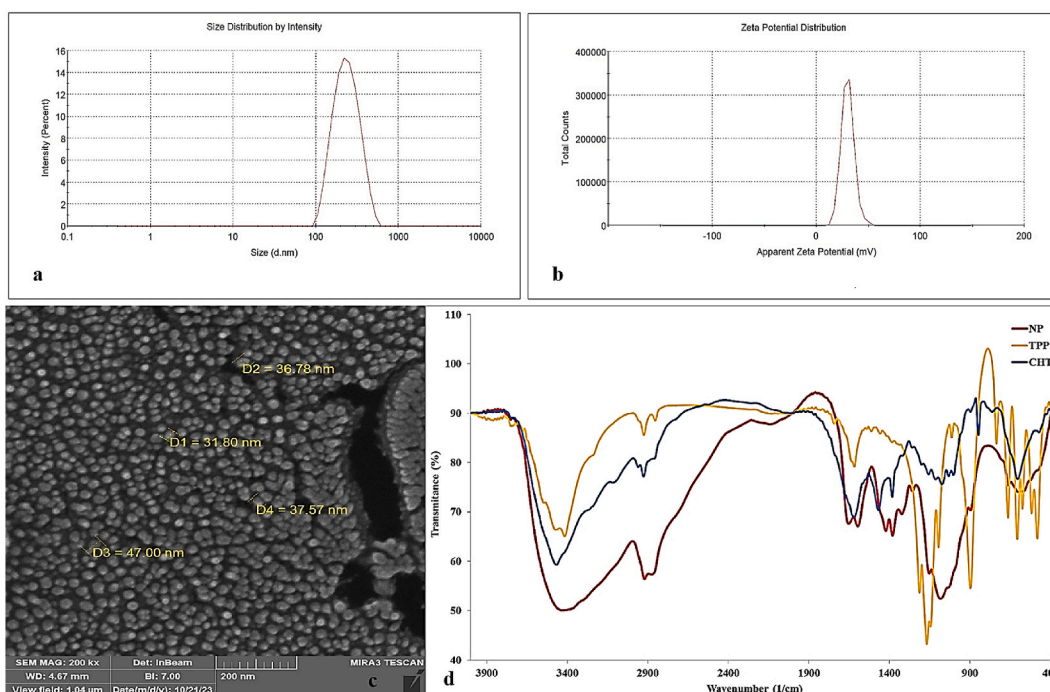 Size Distribution by Intensity
16
14
12
10
8
6
4
2
0
Intensity (Percent)
0.1 1 10 100 1000 10000
Size (d.nm)
a
Zeta Potential Distribution
400000
300000
200000
100000
0
Total Counts
-100 0 100 200
Apparent Zeta Potential (mV)
b
D2 = 36.78 nm
D1 = 31.80 nm
D4 = 37.57 nm
D3 = 47.00 nm
SEM MAG: 200 kx Det: InBeam MIRA3 TESCAN
WD: 4.67 mm BI: 7.00 200 nm
View field: 1.04 µm Date(m/d/y): 10/21/23
c
110
100
90
80
70
60
50
40
Transmitance (%)
NP
TPP
CHT
3900 3400 2900 2400 1900 1400 900 400
Wavenumber (1/cm)
d